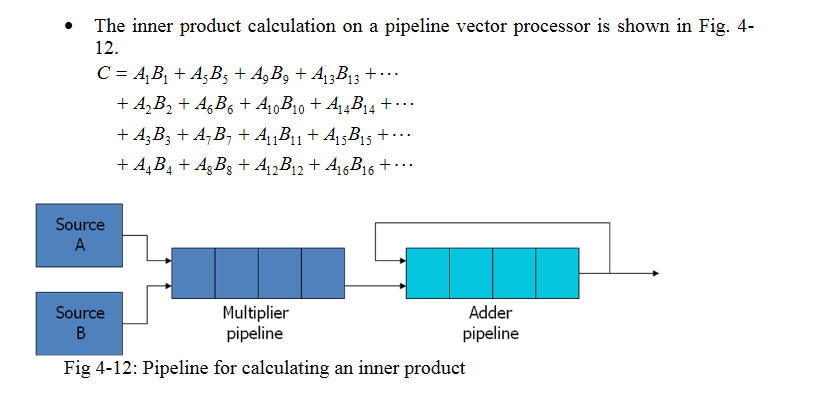 • The inner product calculation on a pipeline vector processor is shown in Fig. 4-
12.
C = A₁B₁ + A₅B₅ + A₉B₉ + A₁₃B₁₃ + ⋯
+ A₂B₂ + A₆B₆ + A₁₀B₁₀ + A₁₄B₁₄ + ⋯
+ A₃B₃ + A₇B₇ + A₁₁B₁₁ + A₁₅B₁₅ + ⋯
+ A₄B₄ + A₈B₈ + A₁₂B₁₂ + A₁₆B₁₆ + ⋯
Source
A
Source
B
Multiplier
pipeline
Adder
pipeline
Fig 4-12: Pipeline for calculating an inner product